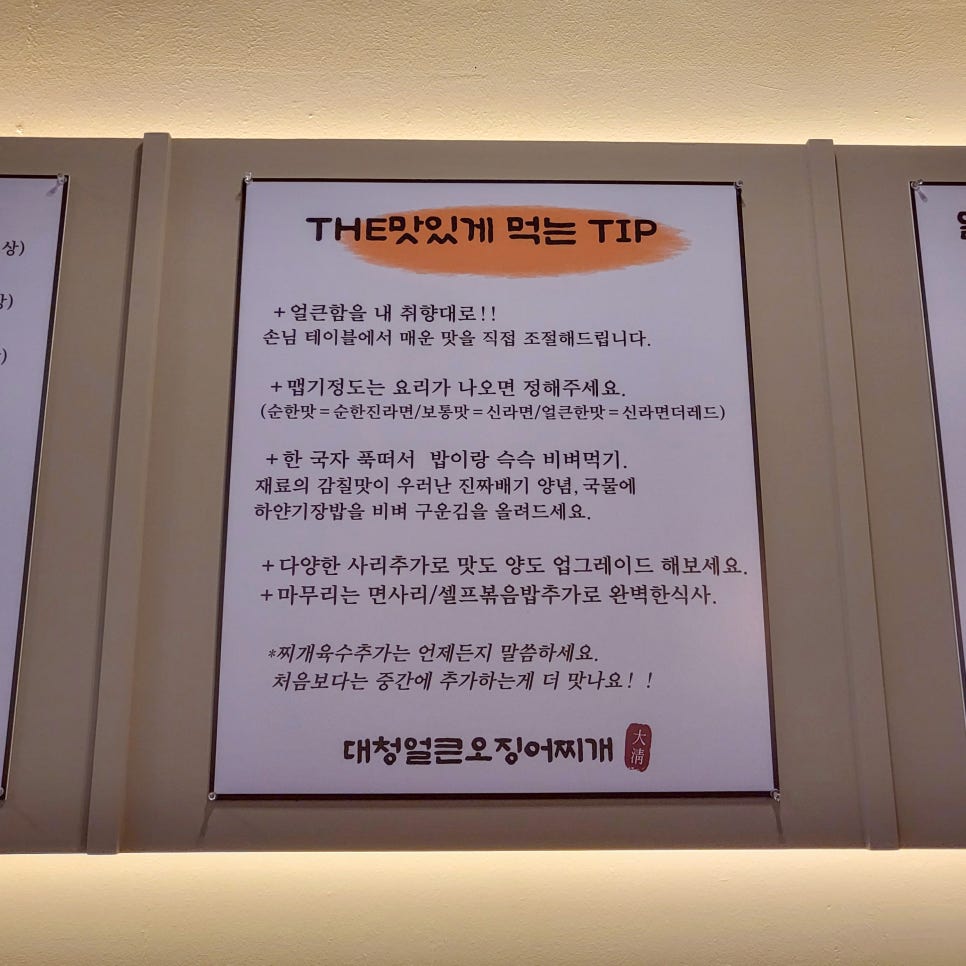 THE맛있게 먹는 TIP
+얼큰함을 내 취향대로!!
손님 테이블에서 매운 맛을 직접 조절해드립니다.
+맵기정도는 요리가 나오면 정해주세요.
(순한맛=순한진라면/보통맛=신라면/얼큰한맛=신라면더레드)
+한 국자 푹떠서 밥이랑 슥슥 비벼먹기.
재료의 감칠맛이 우러난 진짜배기 양념, 국물에
하얀기장밥을 비벼 구운김을 올려드세요.
+다양한 사리추가로 맛도 양도 업그레이드 해보세요.
+마무리는 면사리/셀프볶음밥추가로 완벽한식사.
*찌개육수추가는 언제든지 말씀하세요.
처음보다는 중간에 추가하는게 더 맛나요! !
대청얼큰오징어찌개 大淸
상)